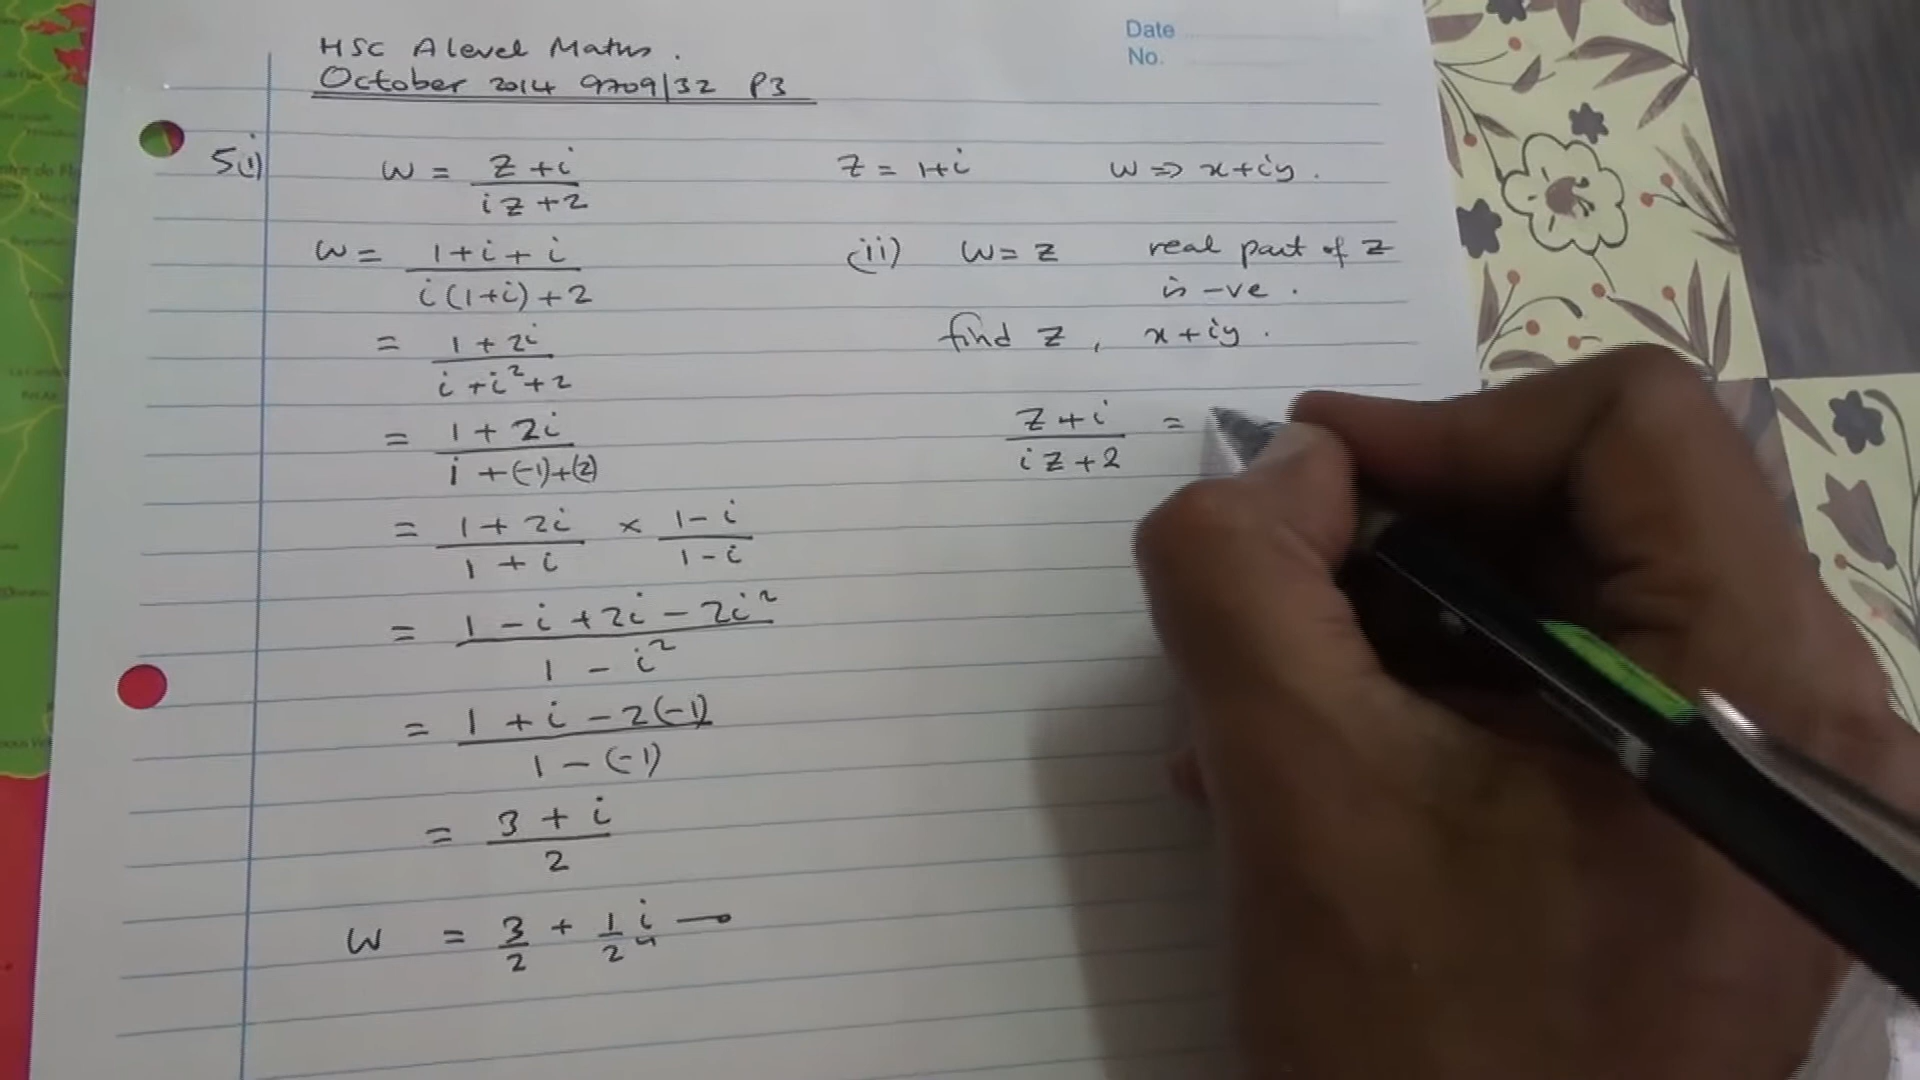 Date
No.
HSC A level Maths.
October 2014 9709/32 P3
5(i) w = (z+i)/(iz+2)
z = 1+i
w => x+iy.
w = (1+i+i)/(i(1+i)+2)
= (1+2i)/(i+i²+2)
= (1+2i)/(i+(-1)+(2))
= (1+2i)/(1+i) × (1-i)/(1-i)
= (1-i+2i-2i²)/(1-i²)
= (1+i-2(-1))/(1-(-1))
= (3+i)/2
w = 3/2 + 1/2 i
(ii) w = z real part of z
is -ve.
find z, x+iy.
(z+i)/(iz+2) =